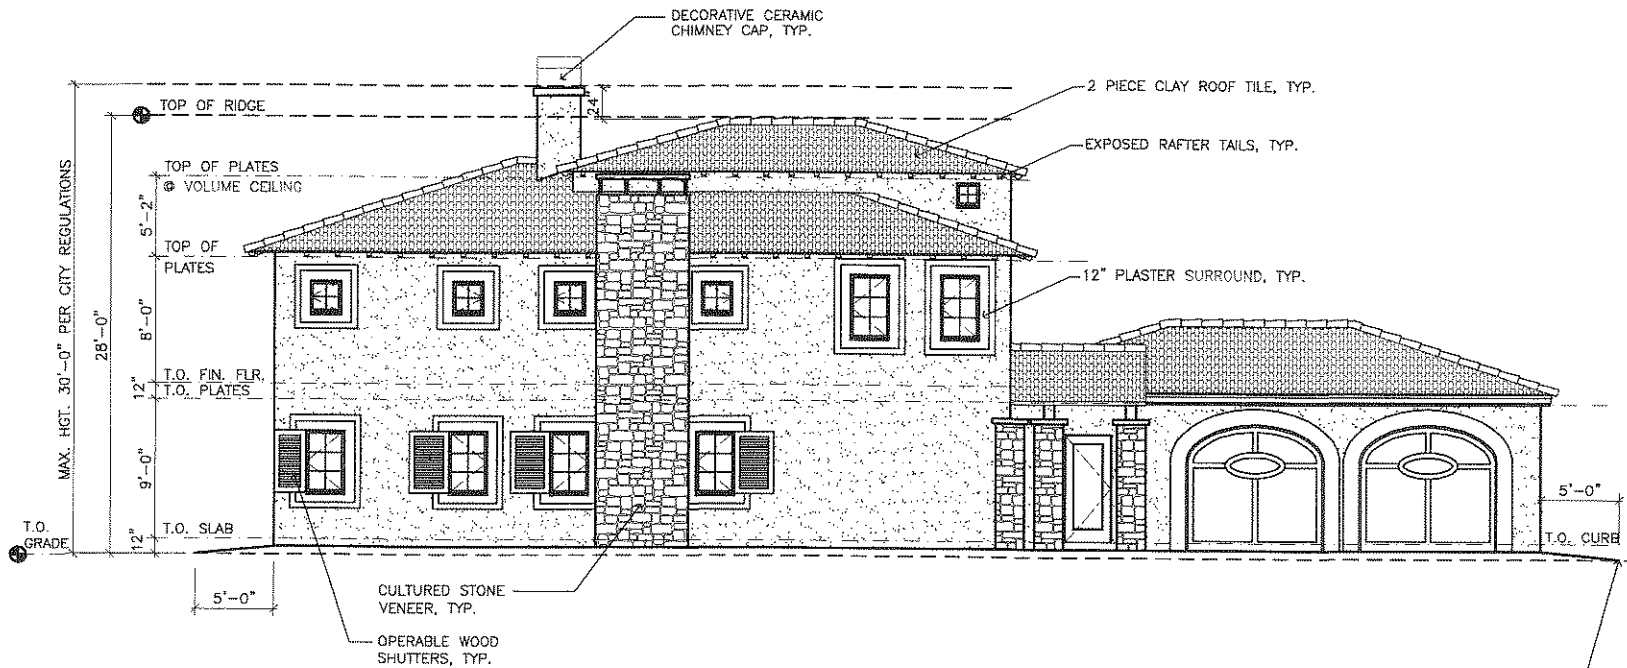 DECORATIVE CERAMIC
CHIMNEY CAP, TYP.
2 PIECE CLAY ROOF TILE, TYP.
TOP OF RIDGE
24"
EXPOSED RAFTER TAILS, TYP.
TOP OF PLATES
@ VOLUME CEILING
MAX. HGT. 30'-0" PER CITY REGULATIONS
28'-0"
5'-2"
TOP OF
PLATES
12" PLASTER SURROUND, TYP.
8'-0"
T.O. FIN. FLR.
12"
T.O. PLATES
9'-0"
5'-0"
T.O. SLAB
12"
T.O.
GRADE
T.O. CURB
5'-0"
CULTURED STONE
VENEER, TYP.
OPERABLE WOOD
SHUTTERS, TYP.